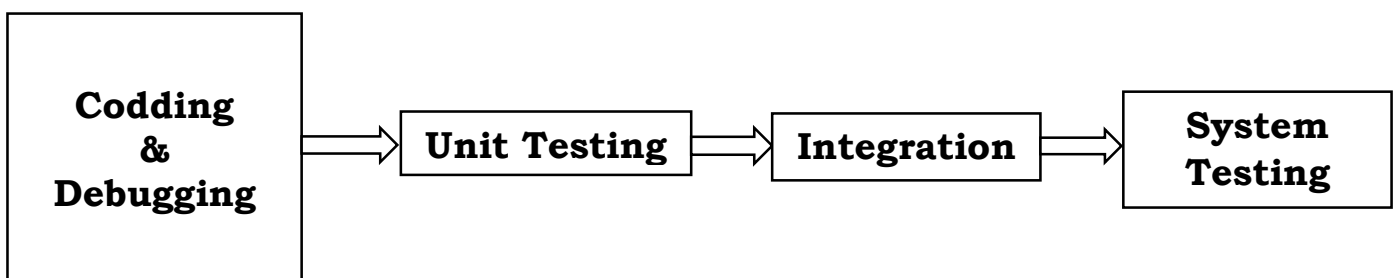 Codding
&
Debugging
Unit Testing
Integration
System
Testing